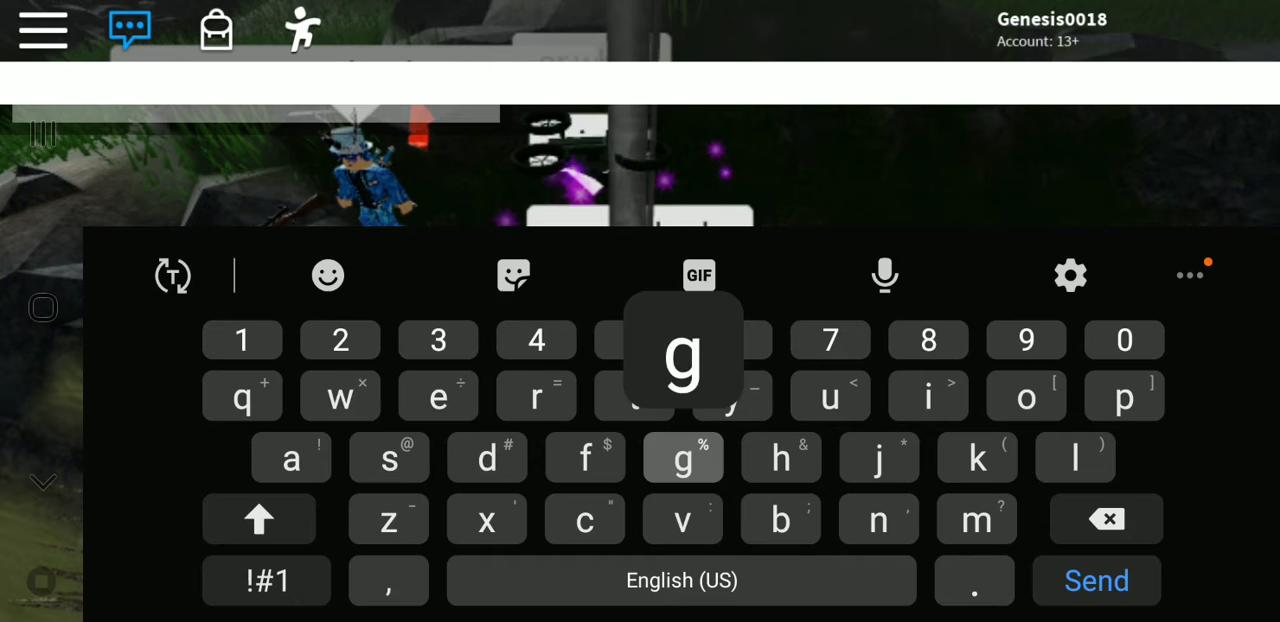 Genesis0018
Account: 13+
T GIF
g
1 2 3 4 7 8 9 0
q + w × e ÷ r = y − u < i > o [ p ]
a ! s @ d # f $ g % h & j * k ( l )
z - x ' c " v : b ; n , m ?
!#1 , English (US) . Send